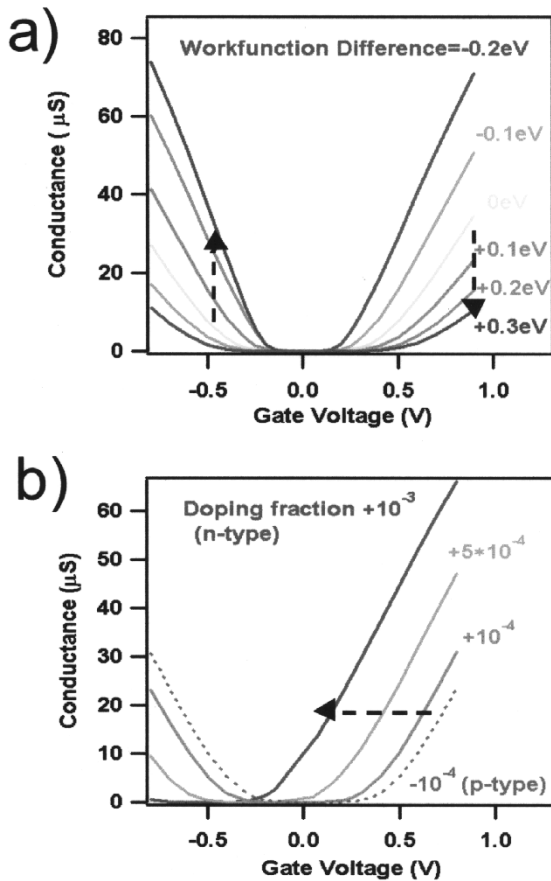 a)
Workfunction Difference=-0.2eV
80
60
40
20
0
Conductance ( μS)
-0.1eV
0eV
+0.1eV
+0.2eV
+0.3eV
-0.5
0.0
0.5
1.0
Gate Voltage (V)
b)
Doping fraction +10⁻³
(n-type)
60
50
40
30
20
10
0
Conductance (μS)
+5*10⁻⁴
+10⁻⁴
-10⁻⁴ (p-type)
-0.5
0.0
0.5
1.0
Gate Voltage (V)